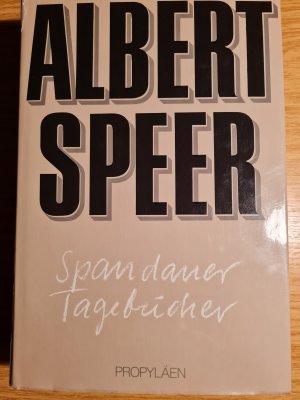 ALBERT
SPEER
Spandauer
Tagebücher
PROPYLÄEN